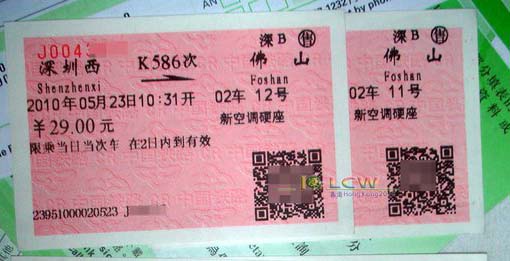 J004
深B 售
深圳西 K586次 佛山
Shenzhenxi Foshan
2010年05月23日10:31开 02车 12号
¥29.00元 新空调硬座
限乘当日当次车 在2日内到有效
23951000020523 J
深B 售
佛山
Foshan
02车 11号
新空调硬座
LCW